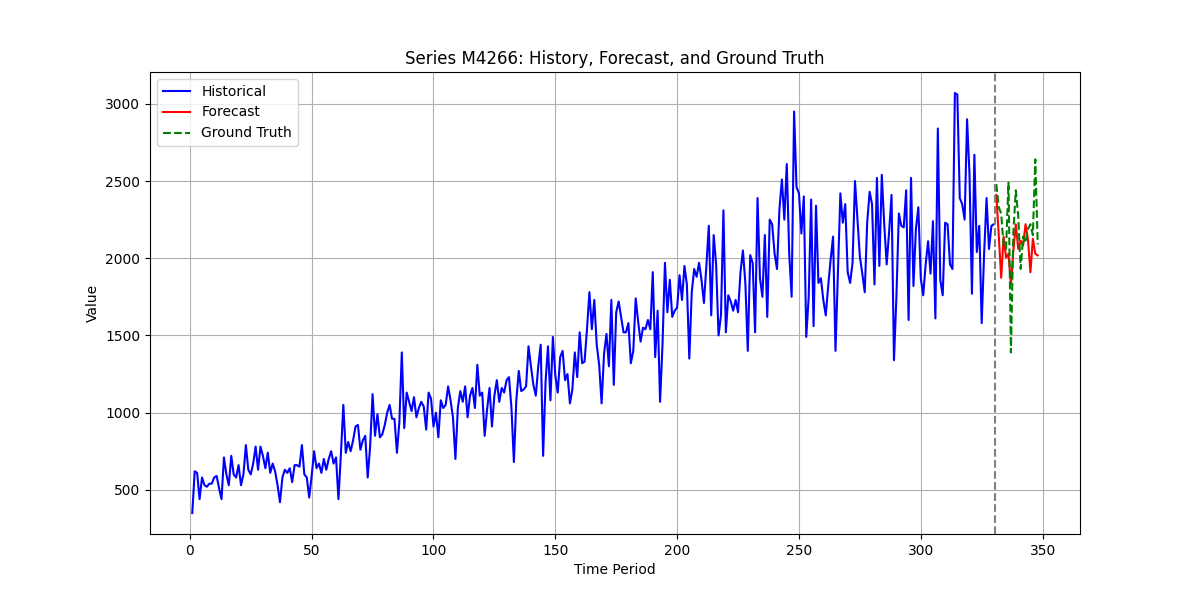 Series M4266: History, Forecast, and Ground Truth
Historical
Forecast
Ground Truth
3000
2500
2000
1500
1000
500
Value
0 50 100 150 200 250 300 350
Time Period